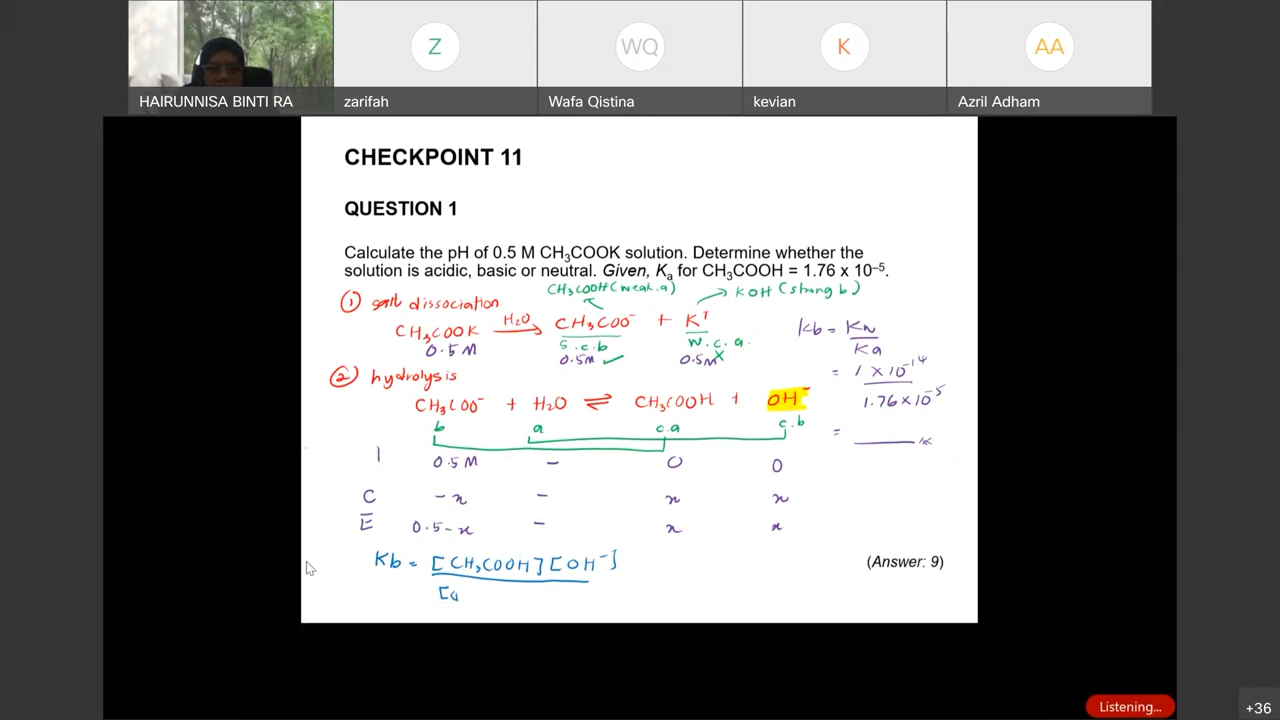 Z
WQ
K
AA
HAIRUNNISA BINTI RA
zarifah
Wafa Qistina
kevian
Azril Adham
CHECKPOINT 11
QUESTION 1
Calculate the pH of 0.5 M CH₃COOK solution. Determine whether the
solution is acidic, basic or neutral. Given, Kₐ for CH₃COOH = 1.76 x 10⁻⁵.
CH₃COOH (weak.a)
KOH (strong b)
① salt dissociation
CH₃COOK H₂O → CH₃COO⁻ + K⁺
s.c.b w.c.a.
0.5M 0.5M ✓ 0.5M ✗
Kb = Kw
Ka
= 1 × 10⁻¹⁴
1.76 × 10⁻⁵
=
② hydrolysis
CH₃COO⁻ + H₂O ⇌ CH₃COOH + OH⁻
b a c.a c.b
I 0.5M – 0 0
C -x – x x
E 0.5-x – x x
Kb = [CH₃COOH][OH⁻]
[c
(Answer: 9)
Listening...
+36